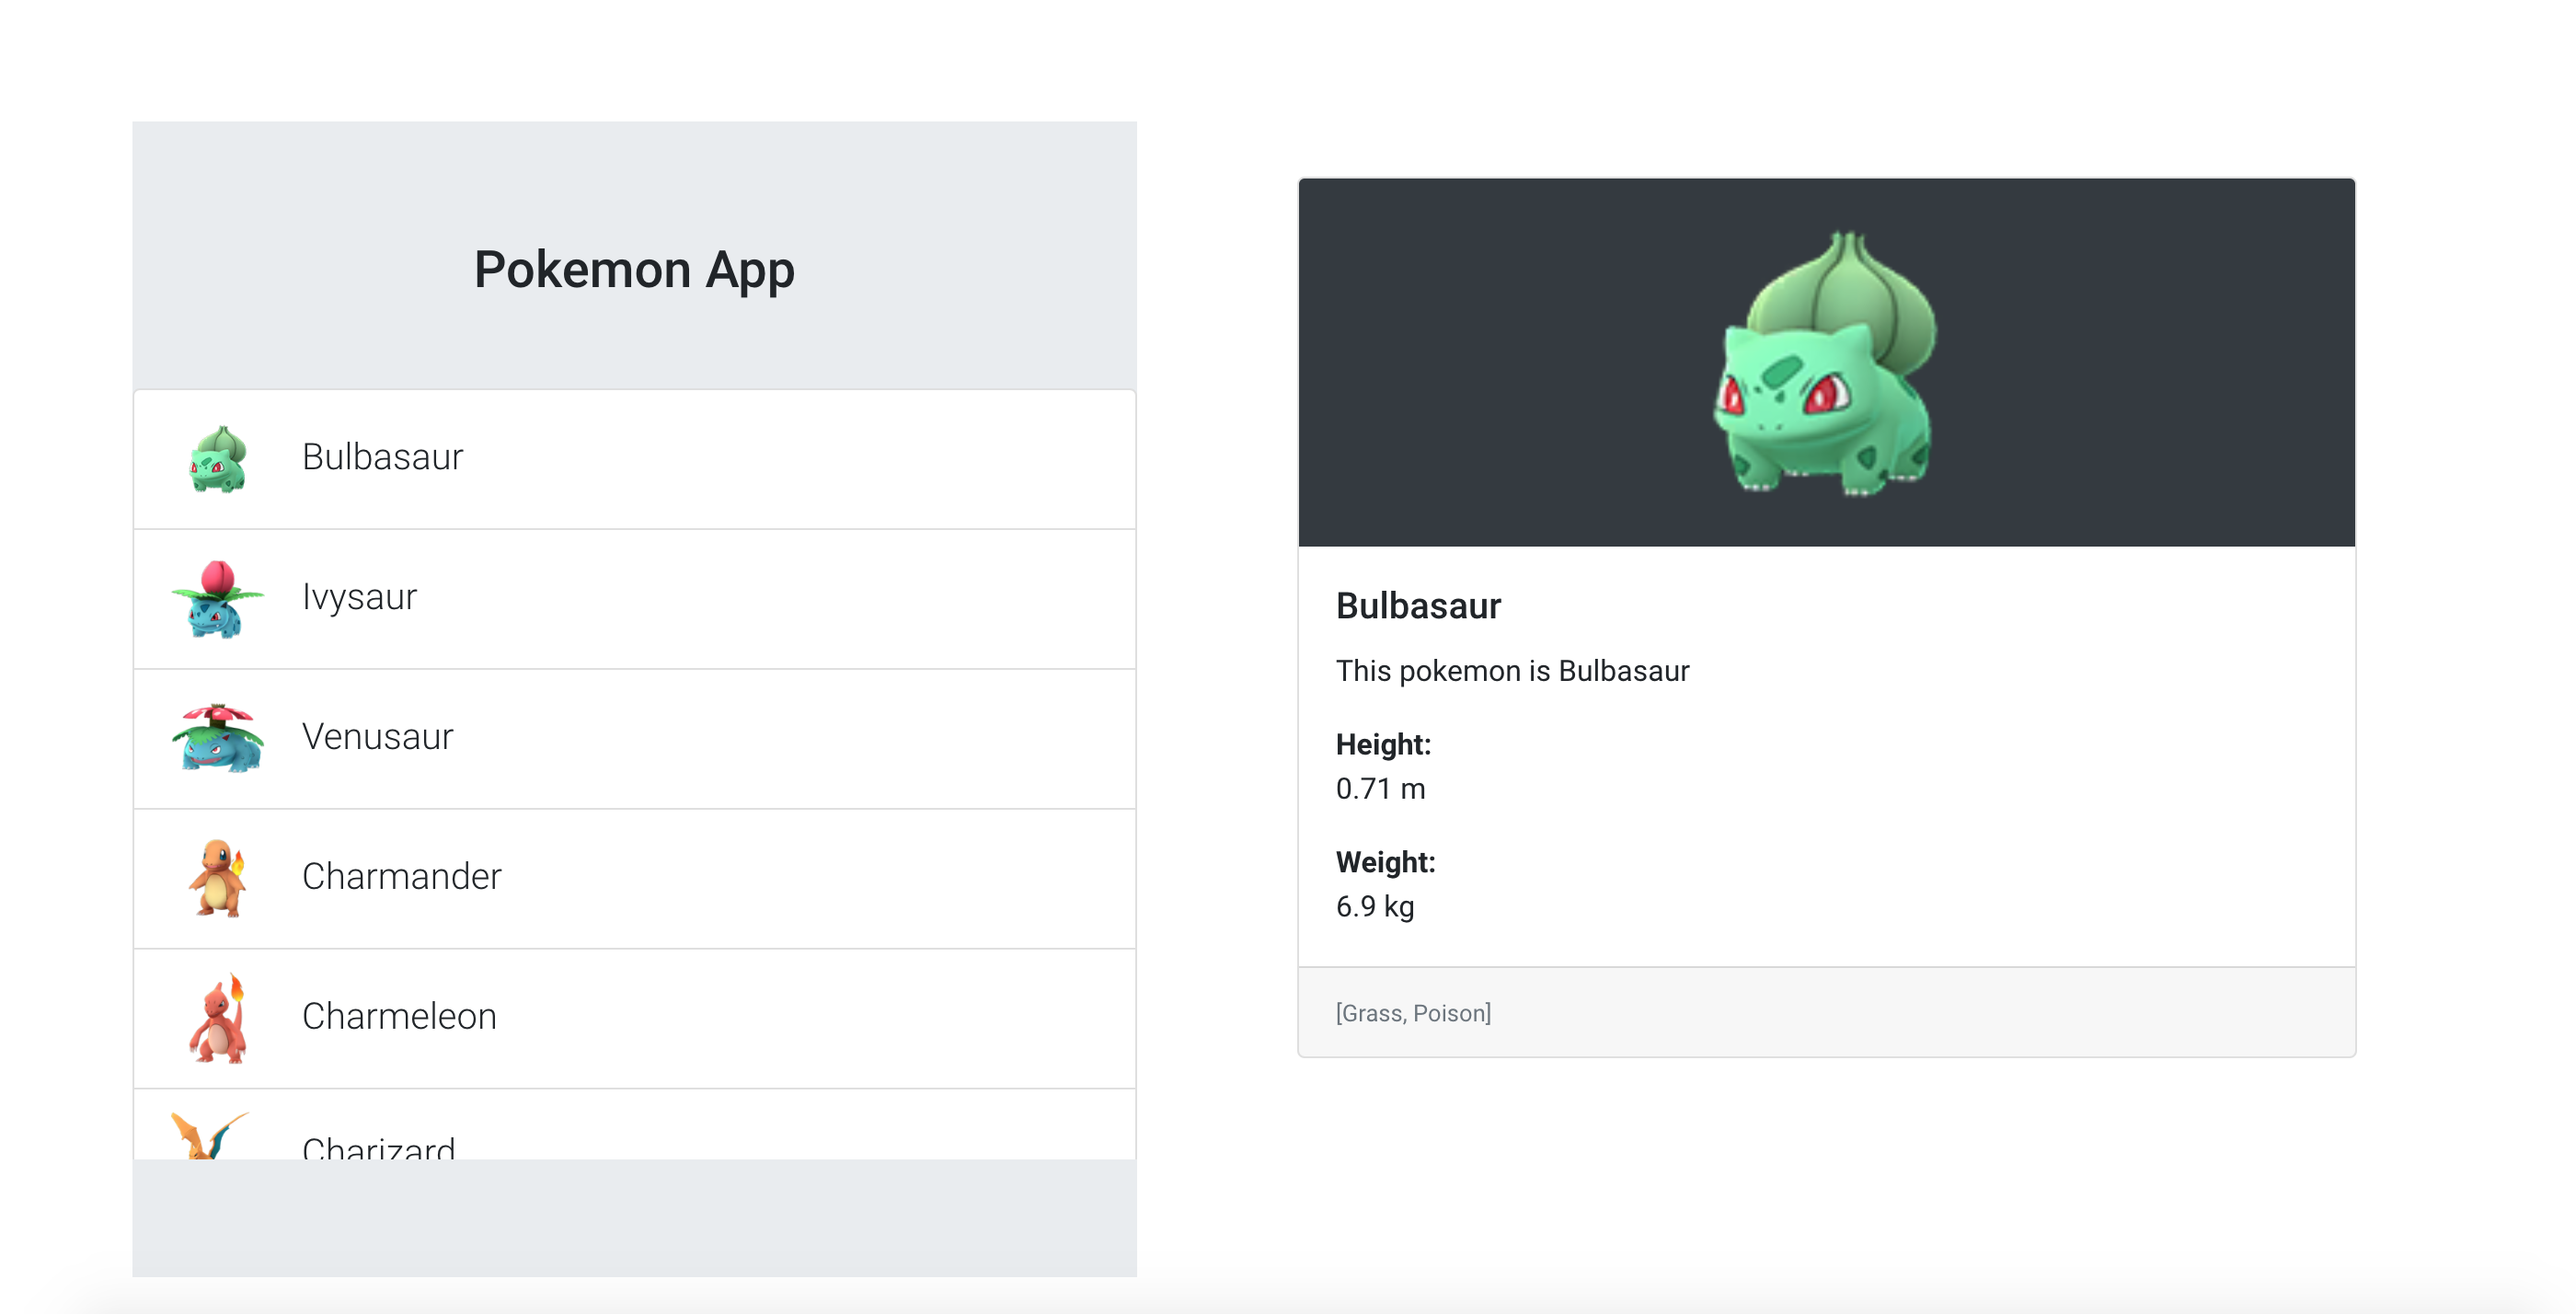 Pokemon App
Bulbasaur
Ivysaur
Venusaur
Charmander
Charmeleon
Charizard
Bulbasaur
This pokemon is Bulbasaur
Height:
0.71 m
Weight:
6.9 kg
[Grass, Poison]